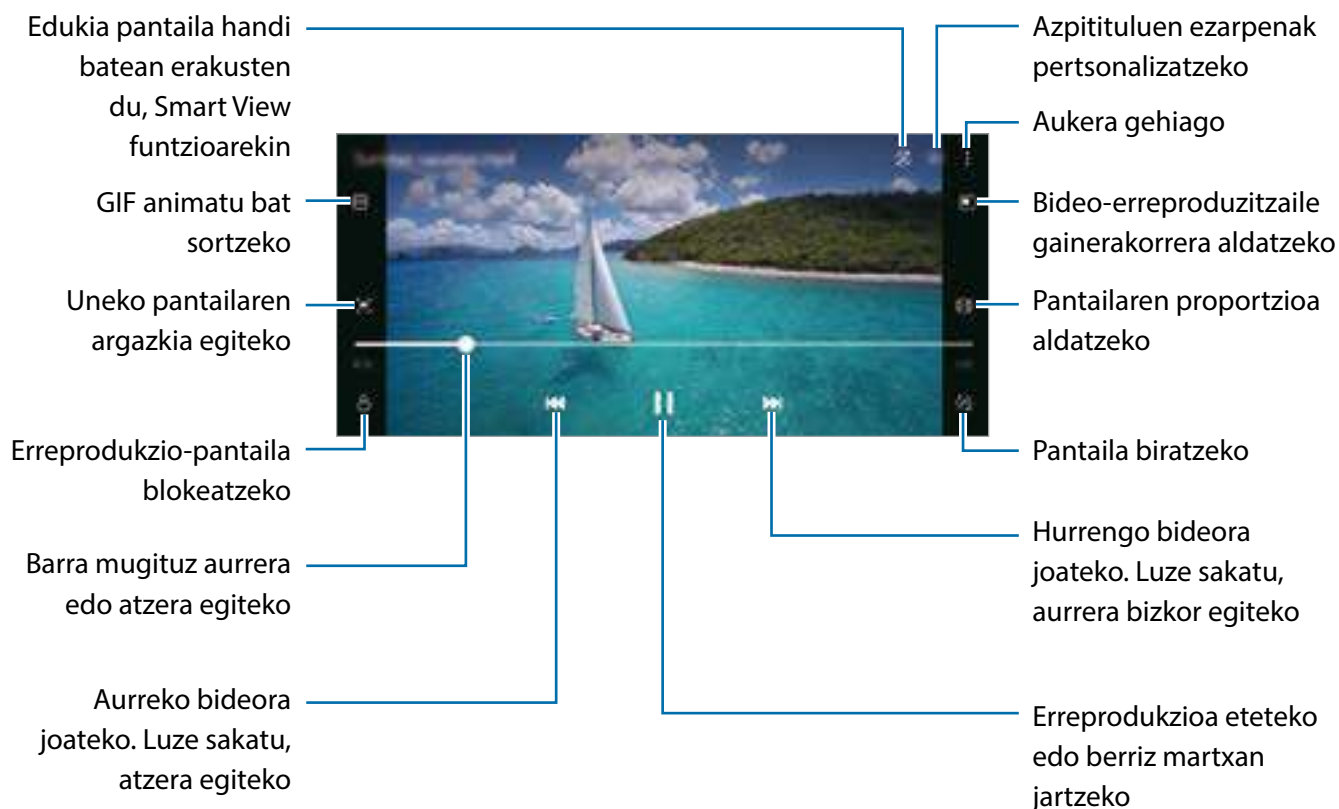 Edukia pantaila handi
batean erakusten
du, Smart View
funtzioarekin
GIF animatu bat
sortzeko
Uneko pantailaren
argazkia egiteko
Erreprodukzio-pantaila
blokeatzeko
Barra mugituz aurrera
edo atzera egiteko
Aurreko bideora
joateko. Luze sakatu,
atzera egiteko
Azpitituluen ezarpenak
pertsonalizatzeko
Aukera gehiago
Bideo-erreproduzitzaile
gainerakorrera aldatzeko
Pantailaren proportzioa
aldatzeko
Pantaila biratzeko
Hurrengo bideora
joateko. Luze sakatu,
aurrera bizkor egiteko
Erreprodukzioa eteteko
edo berriz martxan
jartzeko